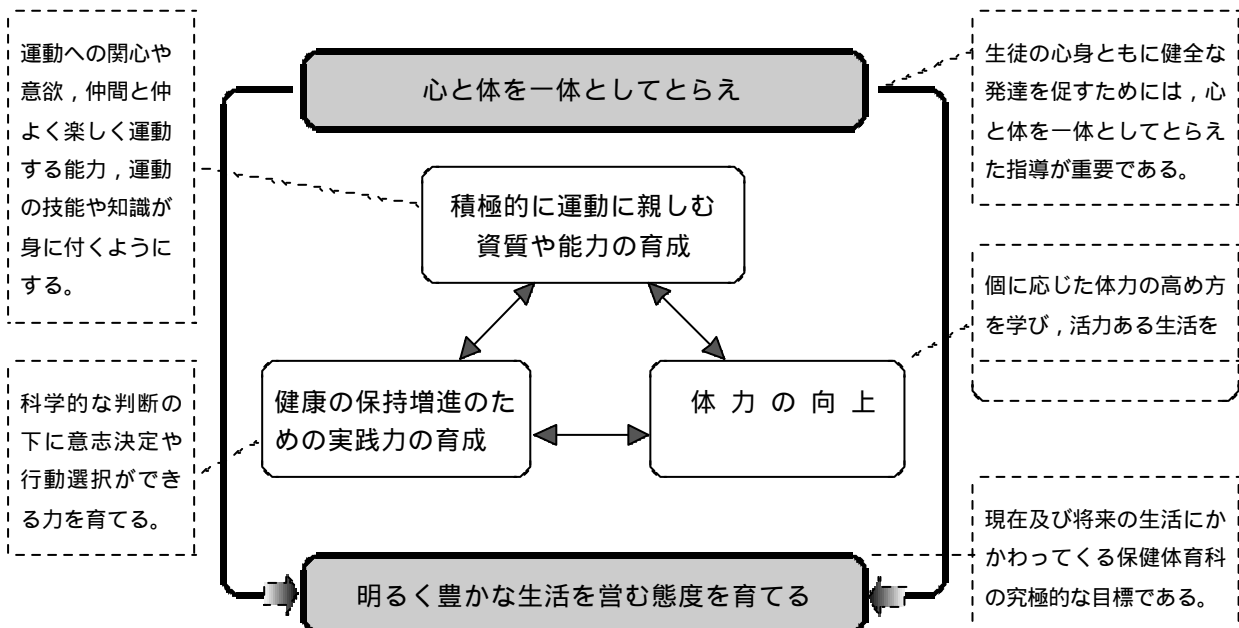 運動への関心や
意欲，仲間と仲
よく楽しく運動
する能力，運動
の技能や知識が
身に付くように
する。
心と体を一体としてとらえ
生徒の心身ともに健全な
発達を促すためには，心
と体を一体としてとらえ
た指導が重要である。
積極的に運動に親しむ
資質や能力の育成
個に応じた体力の高め方
を学び，活力ある生活を
健康の保持増進のた
めの実践力の育成
体力の向上
科学的な判断の
下に意志決定や
行動選択ができ
る力を育てる。
現在及び将来の生活にか
かわってくる保健体育科
の究極的な目標である。
明るく豊かな生活を営む態度を育てる